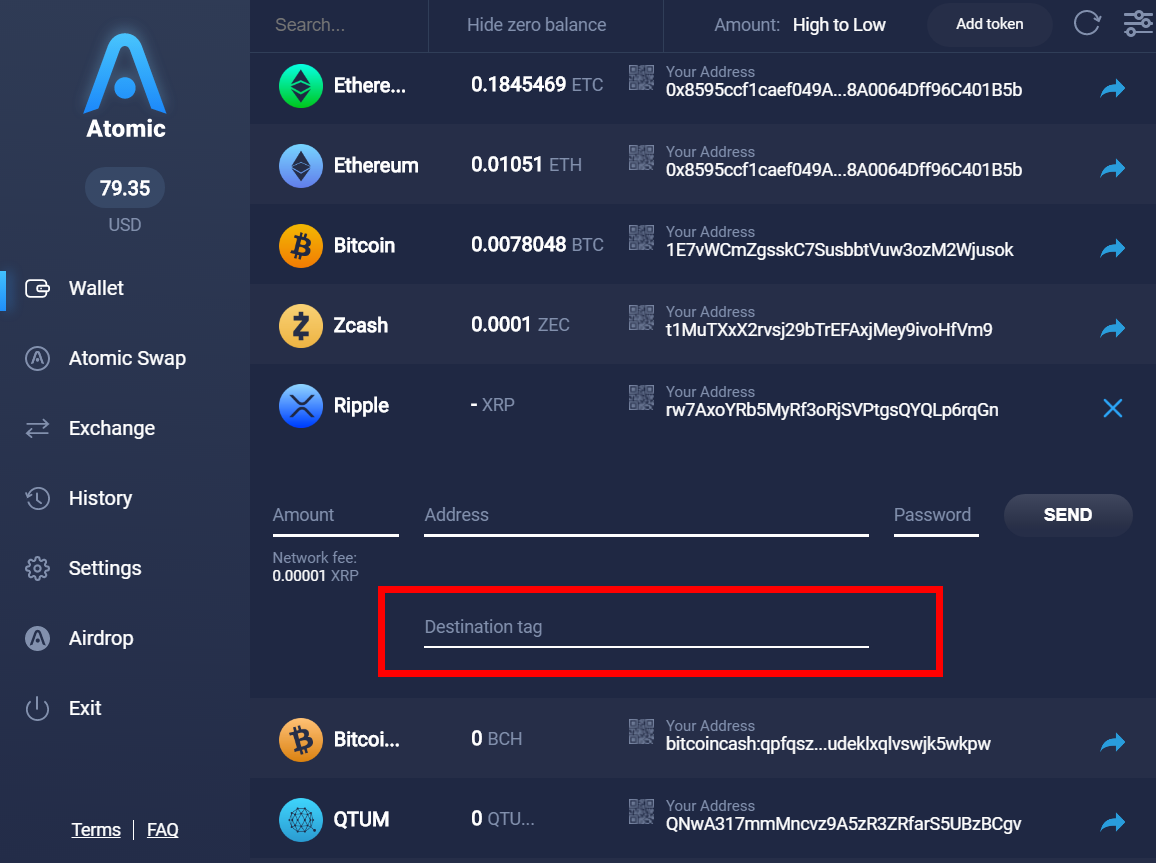 Atomic
79.35
USD
Wallet
Atomic Swap
Exchange
History
Settings
Airdrop
Exit
Terms | FAQ
Search... Hide zero balance Amount: High to Low Add token
Ethere... 0.1845469 ETC Your Address
0x8595ccf1caef049A...8A0064Dff96C401B5b
Ethereum 0.01051 ETH Your Address
0x8595ccf1caef049A...8A0064Dff96C401B5b
Bitcoin 0.0078048 BTC Your Address
1E7vWCmZgsskC7SusbbtVuw3ozM2Wjusok
Zcash 0.0001 ZEC Your Address
t1MuTXxX2rvsj29bTrEFAxjMey9ivoHfVm9
Ripple - XRP Your Address
rw7AxoYRb5MyRf3oRjSVPtgsQYQLp6rqGn
Amount Address Password SEND
Network fee:
0.00001 XRP
Destination tag
Bitcoi... 0 BCH Your Address
bitcoincash:qpfqsz...udeklxqlvswjk5wkpw
QTUM 0 QTU... Your Address
QNwA317mmMncvz9A5zR3ZRfarS5UBzBCgv